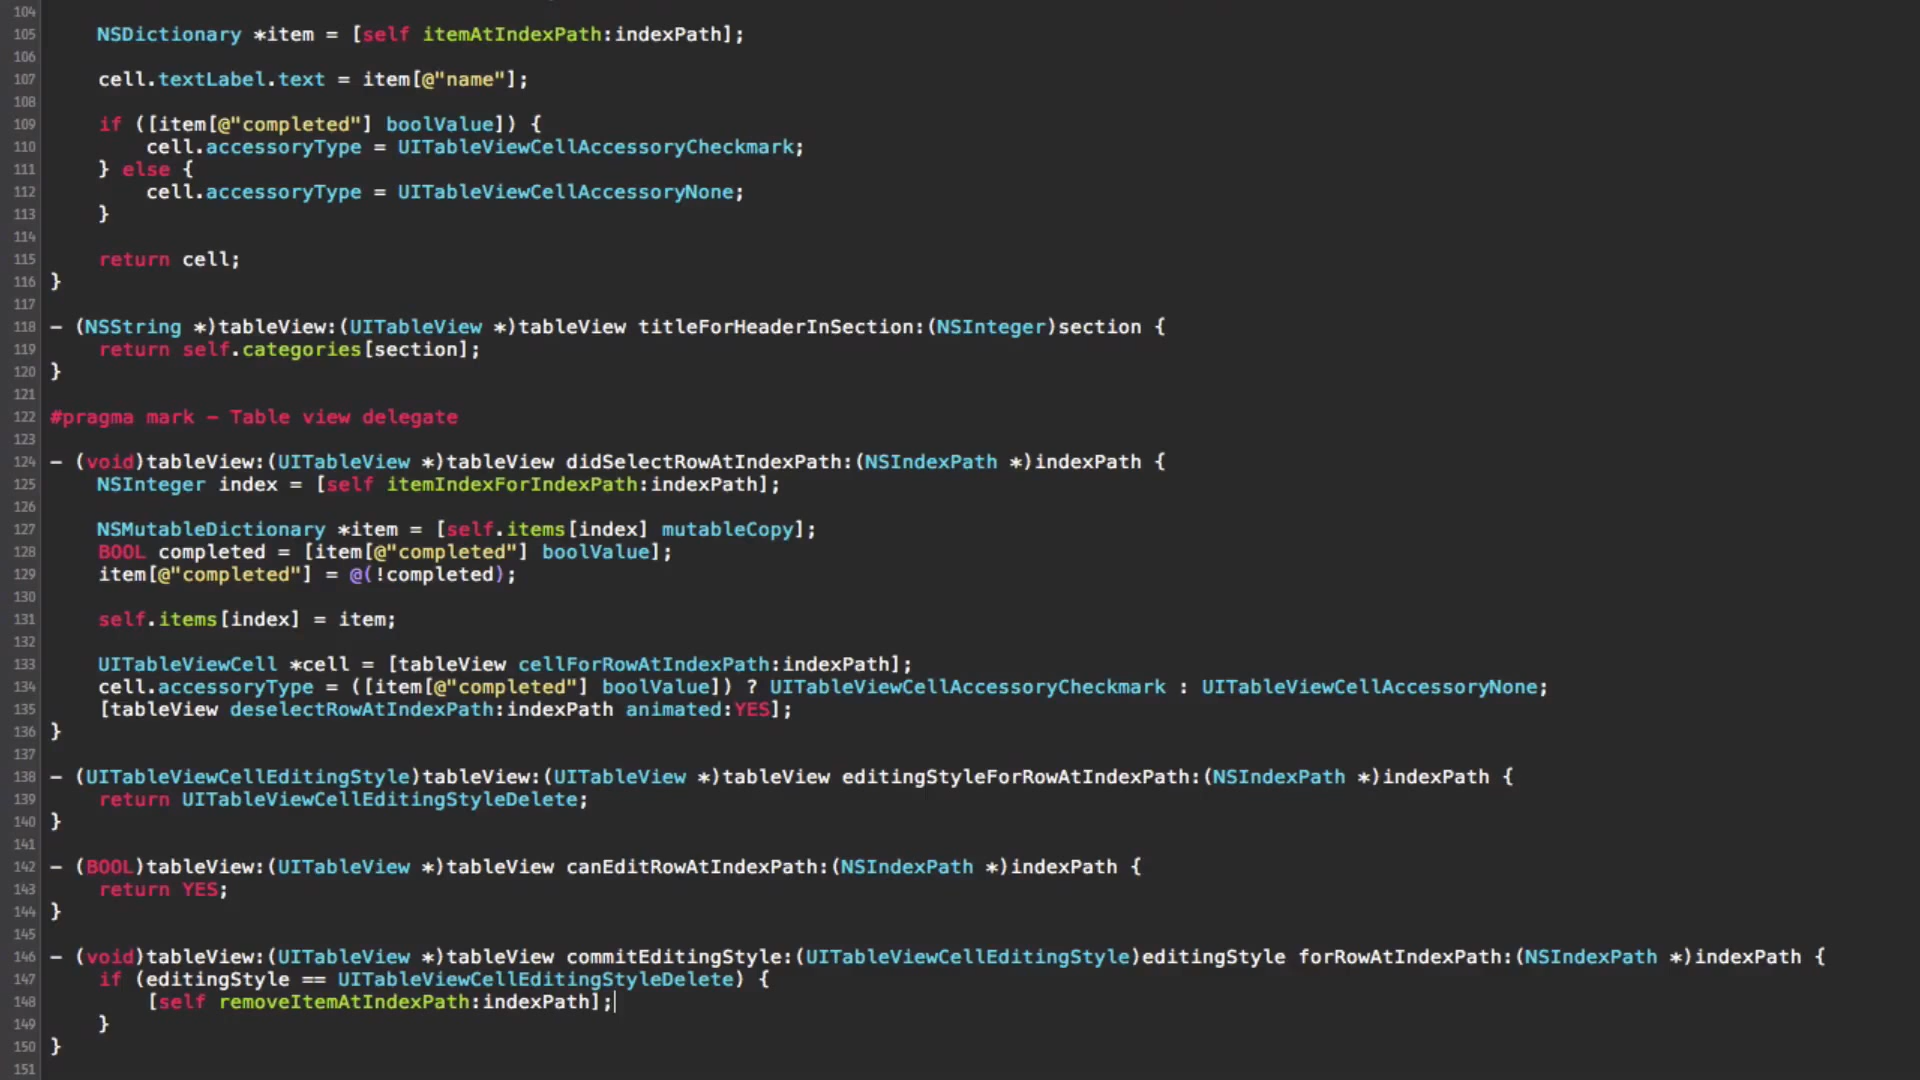 104
105 NSDictionary *item = [self itemAtIndexPath:indexPath];
106
107 cell.textLabel.text = item[@"name"];
108
109 if ([item[@"completed"] boolValue]) {
110 cell.accessoryType = UITableViewCellAccessoryCheckmark;
111 } else {
112 cell.accessoryType = UITableViewCellAccessoryNone;
113 }
114
115 return cell;
116 }
117
118 – (NSString *)tableView:(UITableView *)tableView titleForHeaderInSection:(NSInteger)section {
119 return self.categories[section];
120 }
121
122 #pragma mark – Table view delegate
123
124 – (void)tableView:(UITableView *)tableView didSelectRowAtIndexPath:(NSIndexPath *)indexPath {
125 NSInteger index = [self itemIndexForIndexPath:indexPath];
126
127 NSMutableDictionary *item = [self.items[index] mutableCopy];
128 BOOL completed = [item[@"completed"] boolValue];
129 item[@"completed"] = @(!completed);
130
131 self.items[index] = item;
132
133 UITableViewCell *cell = [tableView cellForRowAtIndexPath:indexPath];
134 cell.accessoryType = ([item[@"completed"] boolValue]) ? UITableViewCellAccessoryCheckmark : UITableViewCellAccessoryNone;
135 [tableView deselectRowAtIndexPath:indexPath animated:YES];
136 }
137
138 – (UITableViewCellEditingStyle)tableView:(UITableView *)tableView editingStyleForRowAtIndexPath:(NSIndexPath *)indexPath {
139 return UITableViewCellEditingStyleDelete;
140 }
141
142 – (BOOL)tableView:(UITableView *)tableView canEditRowAtIndexPath:(NSIndexPath *)indexPath {
143 return YES;
144 }
145
146 – (void)tableView:(UITableView *)tableView commitEditingStyle:(UITableViewCellEditingStyle)editingStyle forRowAtIndexPath:(NSIndexPath *)indexPath {
147 if (editingStyle == UITableViewCellEditingStyleDelete) {
148 [self removeItemAtIndexPath:indexPath];
149 }
150 }
151